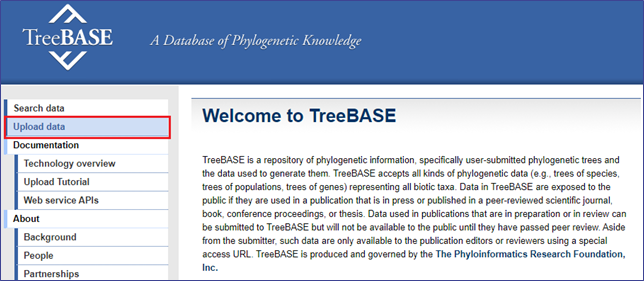 TreeBASE
A Database of Phylogenetic Knowledge
Search data
Upload data
Documentation
Technology overview
Upload Tutorial
Web service APIs
About
Background
People
Partnerships
Welcome to TreeBASE
TreeBASE is a repository of phylogenetic information, specifically user-submitted phylogenetic trees and
the data used to generate them. TreeBASE accepts all kinds of phylogenetic data (e.g., trees of species,
trees of populations, trees of genes) representing all biotic taxa. Data in TreeBASE are exposed to the
public if they are used in a publication that is in press or published in a peer-reviewed scientific journal,
book, conference proceedings, or thesis. Data used in publications that are in preparation or in review can
be submitted to TreeBASE but will not be available to the public until they have passed peer review. Aside
from the submitter, such data are only available to the publication editors or reviewers using a special
access URL. TreeBASE is produced and governed by the The Phyloinformatics Research Foundation,
Inc.